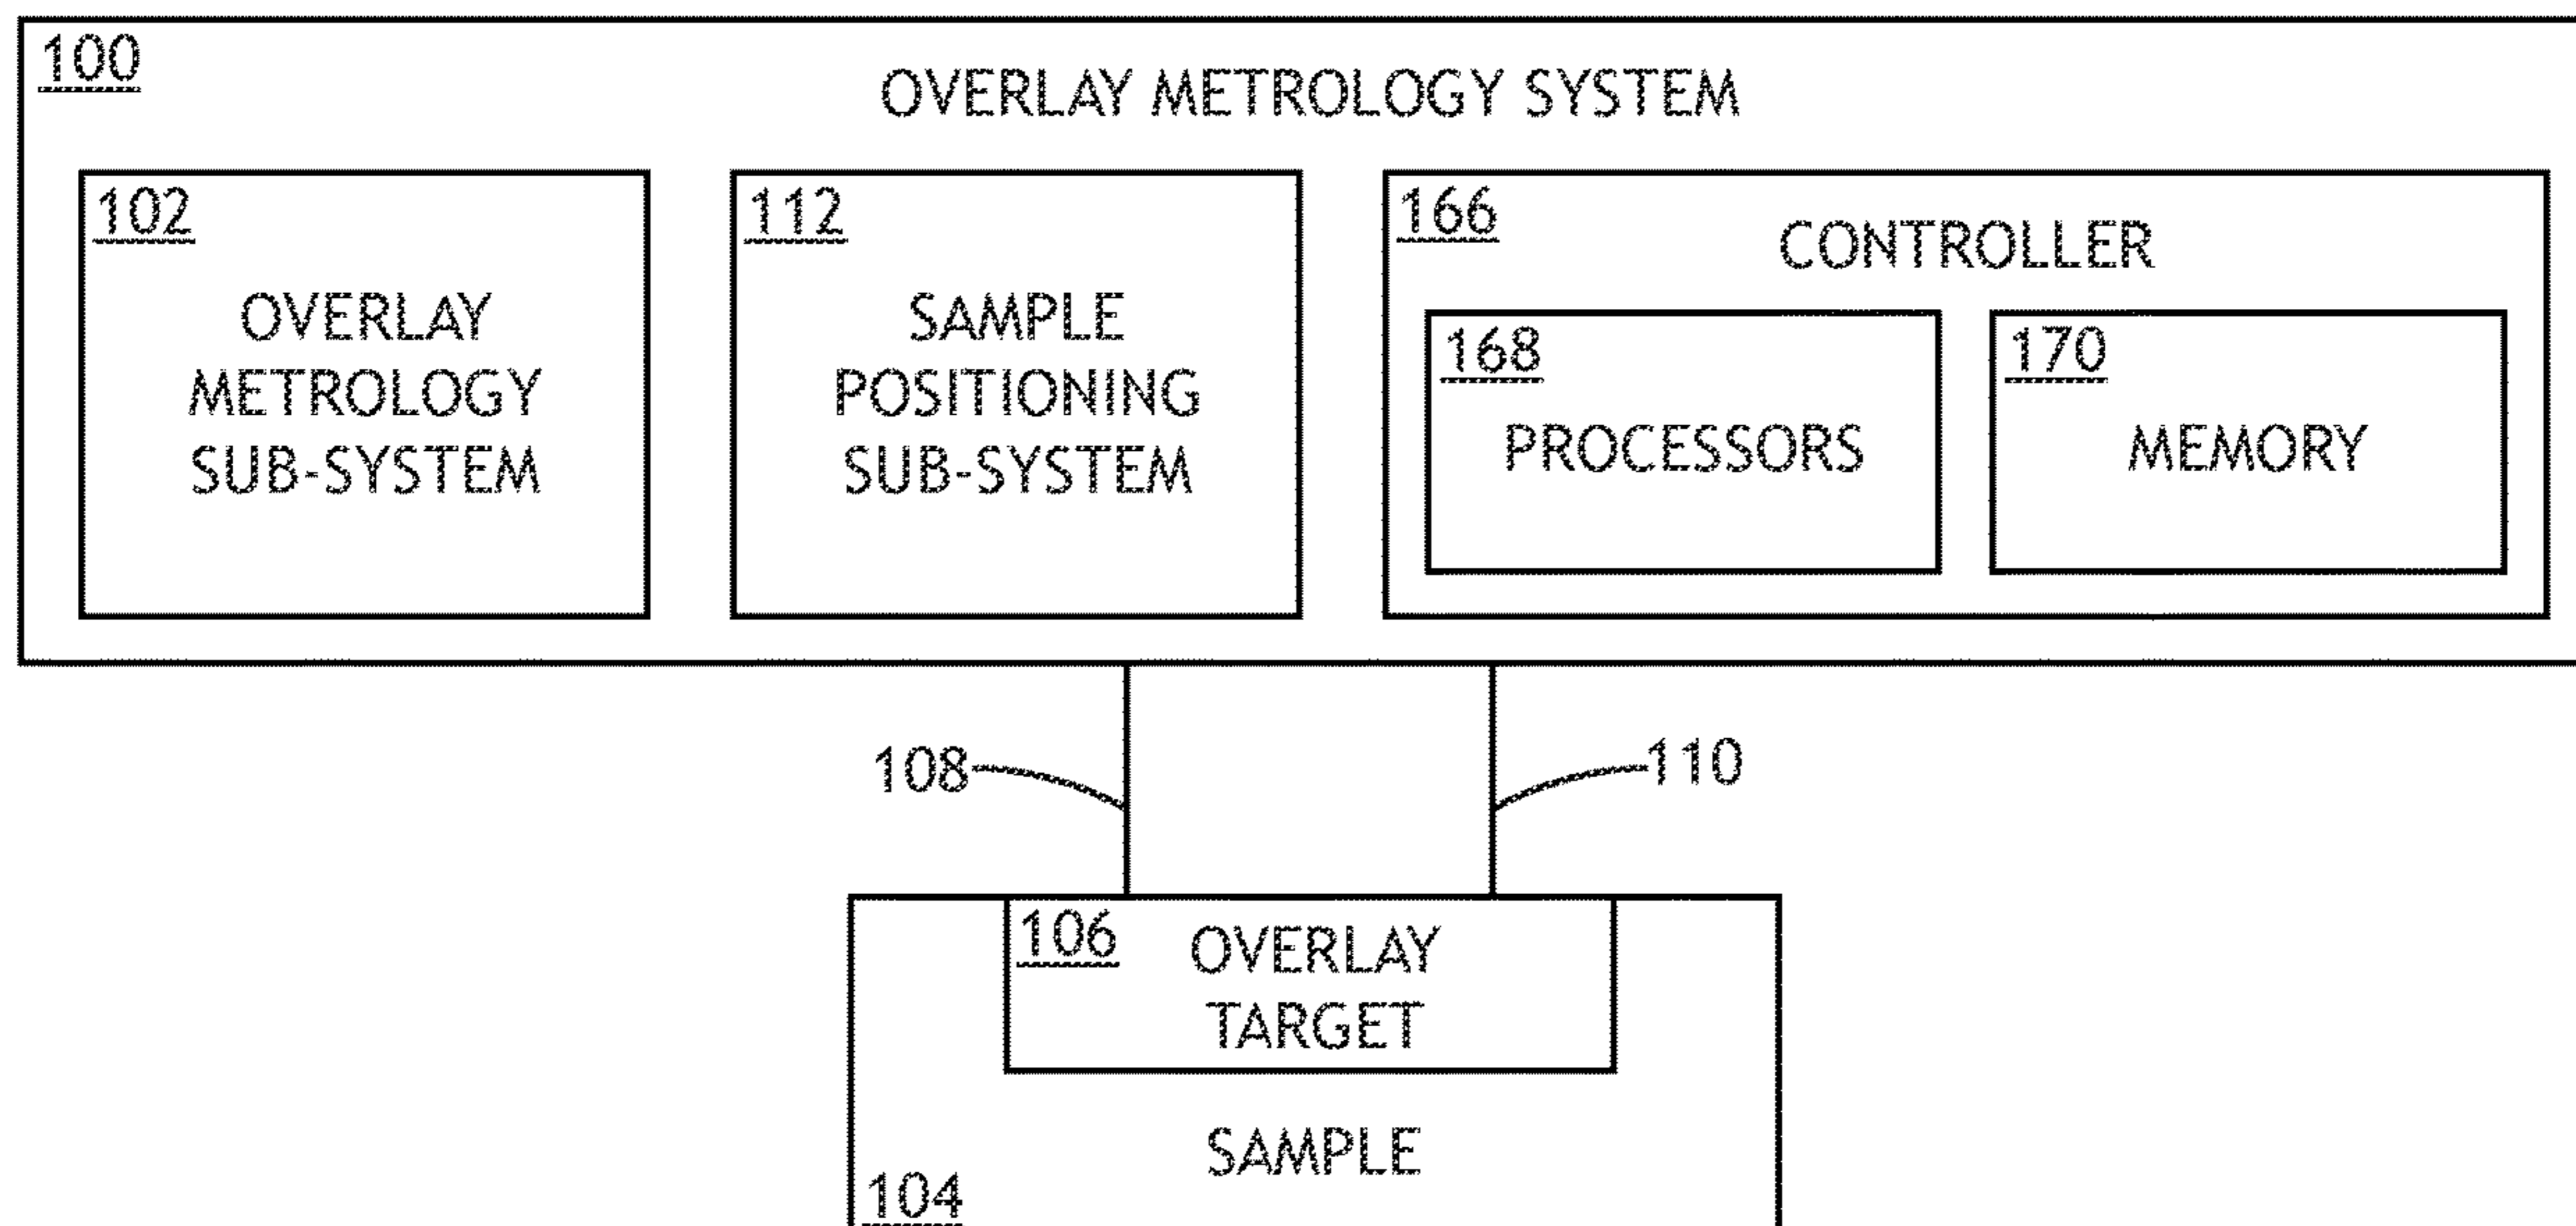 100
OVERLAY METROLOGY SYSTEM
102
OVERLAY
METROLOGY
SUB-SYSTEM
112
SAMPLE
POSITIONING
SUB-SYSTEM
166
CONTROLLER
168
PROCESSORS
170
MEMORY
108
110
106
OVERLAY
TARGET
SAMPLE
104